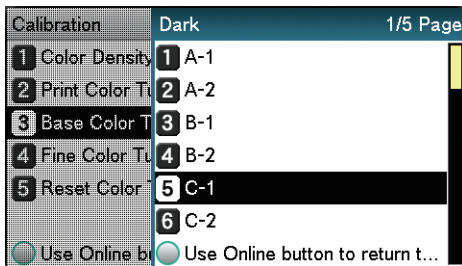 Calibration
1 Color Density
2 Print Color Tu
3 Base Color T
4 Fine Color Tu
5 Reset Color
Use Online bu
Dark 1/5 Page
1 A-1
2 A-2
3 B-1
4 B-2
5 C-1
6 C-2
Use Online button to return t...